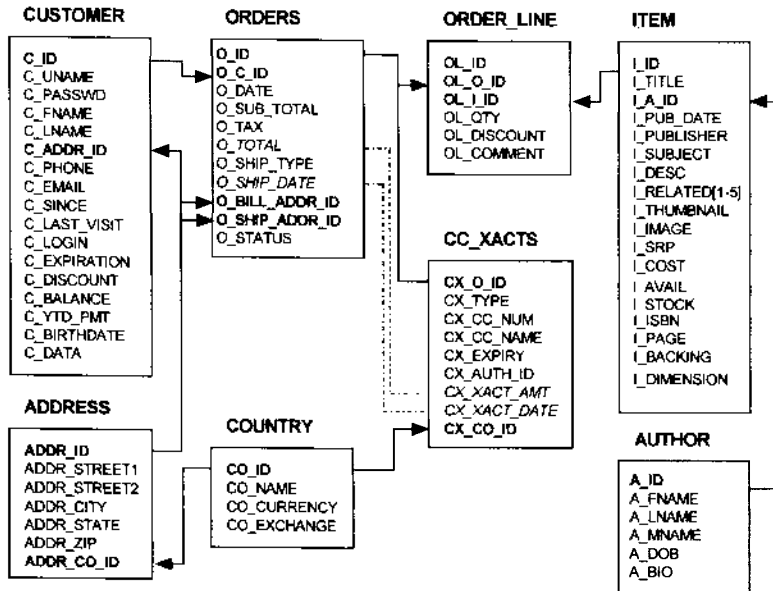 CUSTOMER
C_ID
C_UNAME
C_PASSWD
C_FNAME
C_LNAME
C_ADDR_ID
C_PHONE
C_EMAIL
C_SINCE
C_LAST_VISIT
C_LOGIN
C_EXPIRATION
C_DISCOUNT
C_BALANCE
C_YTD_PMT
C_BIRTHDATE
C_DATA
ORDERS
O_ID
O_C_ID
O_DATE
O_SUB_TOTAL
O_TAX
O_TOTAL
O_SHIP_TYPE
O_SHIP_DATE
O_BILL_ADDR_ID
O_SHIP_ADDR_ID
O_STATUS
ORDER_LINE
OL_ID
OL_O_ID
OL_I_ID
OL_QTY
OL_DISCOUNT
OL_COMMENT
ITEM
I_ID
I_TITLE
I_A_ID
I_PUB_DATE
I_PUBLISHER
I_SUBJECT
I_DESC
I_RELATED[1-5]
I_THUMBNAIL
I_IMAGE
I_SRP
I_COST
I_AVAIL
I_STOCK
I_ISBN
I_PAGE
I_BACKING
I_DIMENSION
CC_XACTS
CX_O_ID
CX_TYPE
CX_CC_NUM
CX_CC_NAME
CX_EXPIRY
CX_AUTH_ID
CX_XACT_AMT
CX_XACT_DATE
CX_CO_ID
ADDRESS
ADDR_ID
ADDR_STREET1
ADDR_STREET2
ADDR_CITY
ADDR_STATE
ADDR_ZIP
ADDR_CO_ID
COUNTRY
CO_ID
CO_NAME
CO_CURRENCY
CO_EXCHANGE
AUTHOR
A_ID
A_FNAME
A_LNAME
A_MNAME
A_DOB
A_BIO